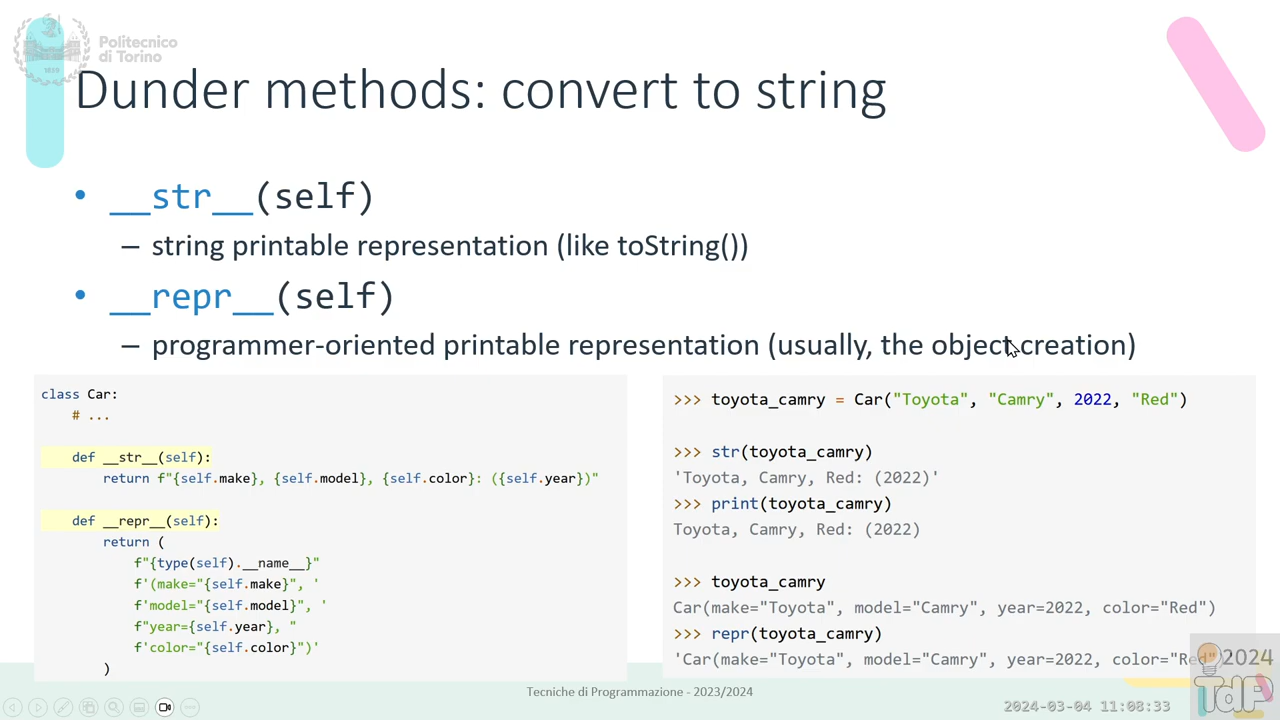 Politecnico
di Torino
1859
Dunder methods: convert to string
• __str__(self)
– string printable representation (like toString())
• __repr__(self)
– programmer-oriented printable representation (usually, the object creation)
class Car:
    # ...
    def __str__(self):
        return f"{self.make}, {self.model}, {self.color}: ({self.year})"
    def __repr__(self):
        return (
            f"{type(self).__name__}"
            f'(make="{self.make}", '
            f'model="{self.model}", '
            f"year={self.year}, "
            f'color="{self.color}")'
        )
>>> toyota_camry = Car("Toyota", "Camry", 2022, "Red")
>>> str(toyota_camry)
'Toyota, Camry, Red: (2022)'
>>> print(toyota_camry)
Toyota, Camry, Red: (2022)
>>> toyota_camry
Car(make="Toyota", model="Camry", year=2022, color="Red")
>>> repr(toyota_camry)
'Car(make="Toyota", model="Camry", year=2022, color="Red")'
Tecniche di Programmazione - 2023/2024
2024
TdP
2024-03-04 11:08:33